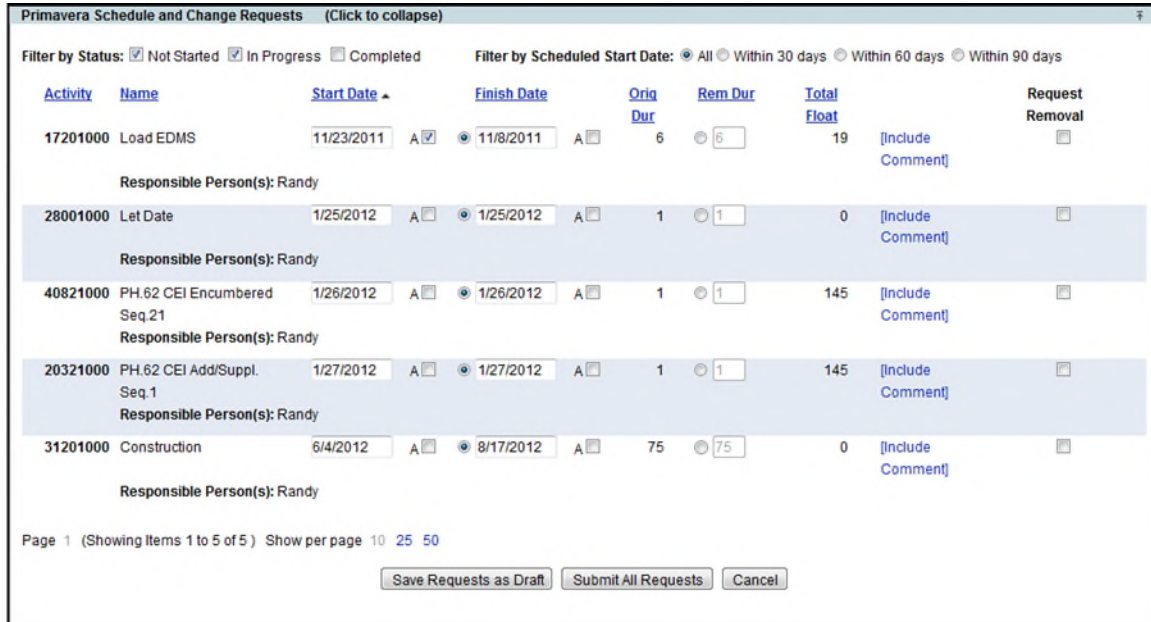 Primavera Schedule and Change Requests (Click to collapse)
Filter by Status: Not Started In Progress Completed Filter by Scheduled Start Date: All Within 30 days Within 60 days Within 90 days
Activity Name Start Date Finish Date Orig Rem Dur Total Request
Dur Float Removal
17201000 Load EDMS 11/23/2011 A 11/8/2011 A 6 6 19 [Include
Comment]
Responsible Person(s): Randy
28001000 Let Date 1/25/2012 A 1/25/2012 A 1 1 0 [Include
Comment]
Responsible Person(s): Randy
40821000 PH.62 CEI Encumbered 1/26/2012 A 1/26/2012 A 1 1 145 [Include
Seq.21 Comment]
Responsible Person(s): Randy
20321000 PH.62 CEI Add/Suppl. 1/27/2012 A 1/27/2012 A 1 1 145 [Include
Seq.1 Comment]
Responsible Person(s): Randy
31201000 Construction 6/4/2012 A 8/17/2012 A 75 75 0 [Include
Comment]
Responsible Person(s): Randy
Page 1 (Showing Items 1 to 5 of 5 ) Show per page 10 25 50
Save Requests as Draft Submit All Requests Cancel